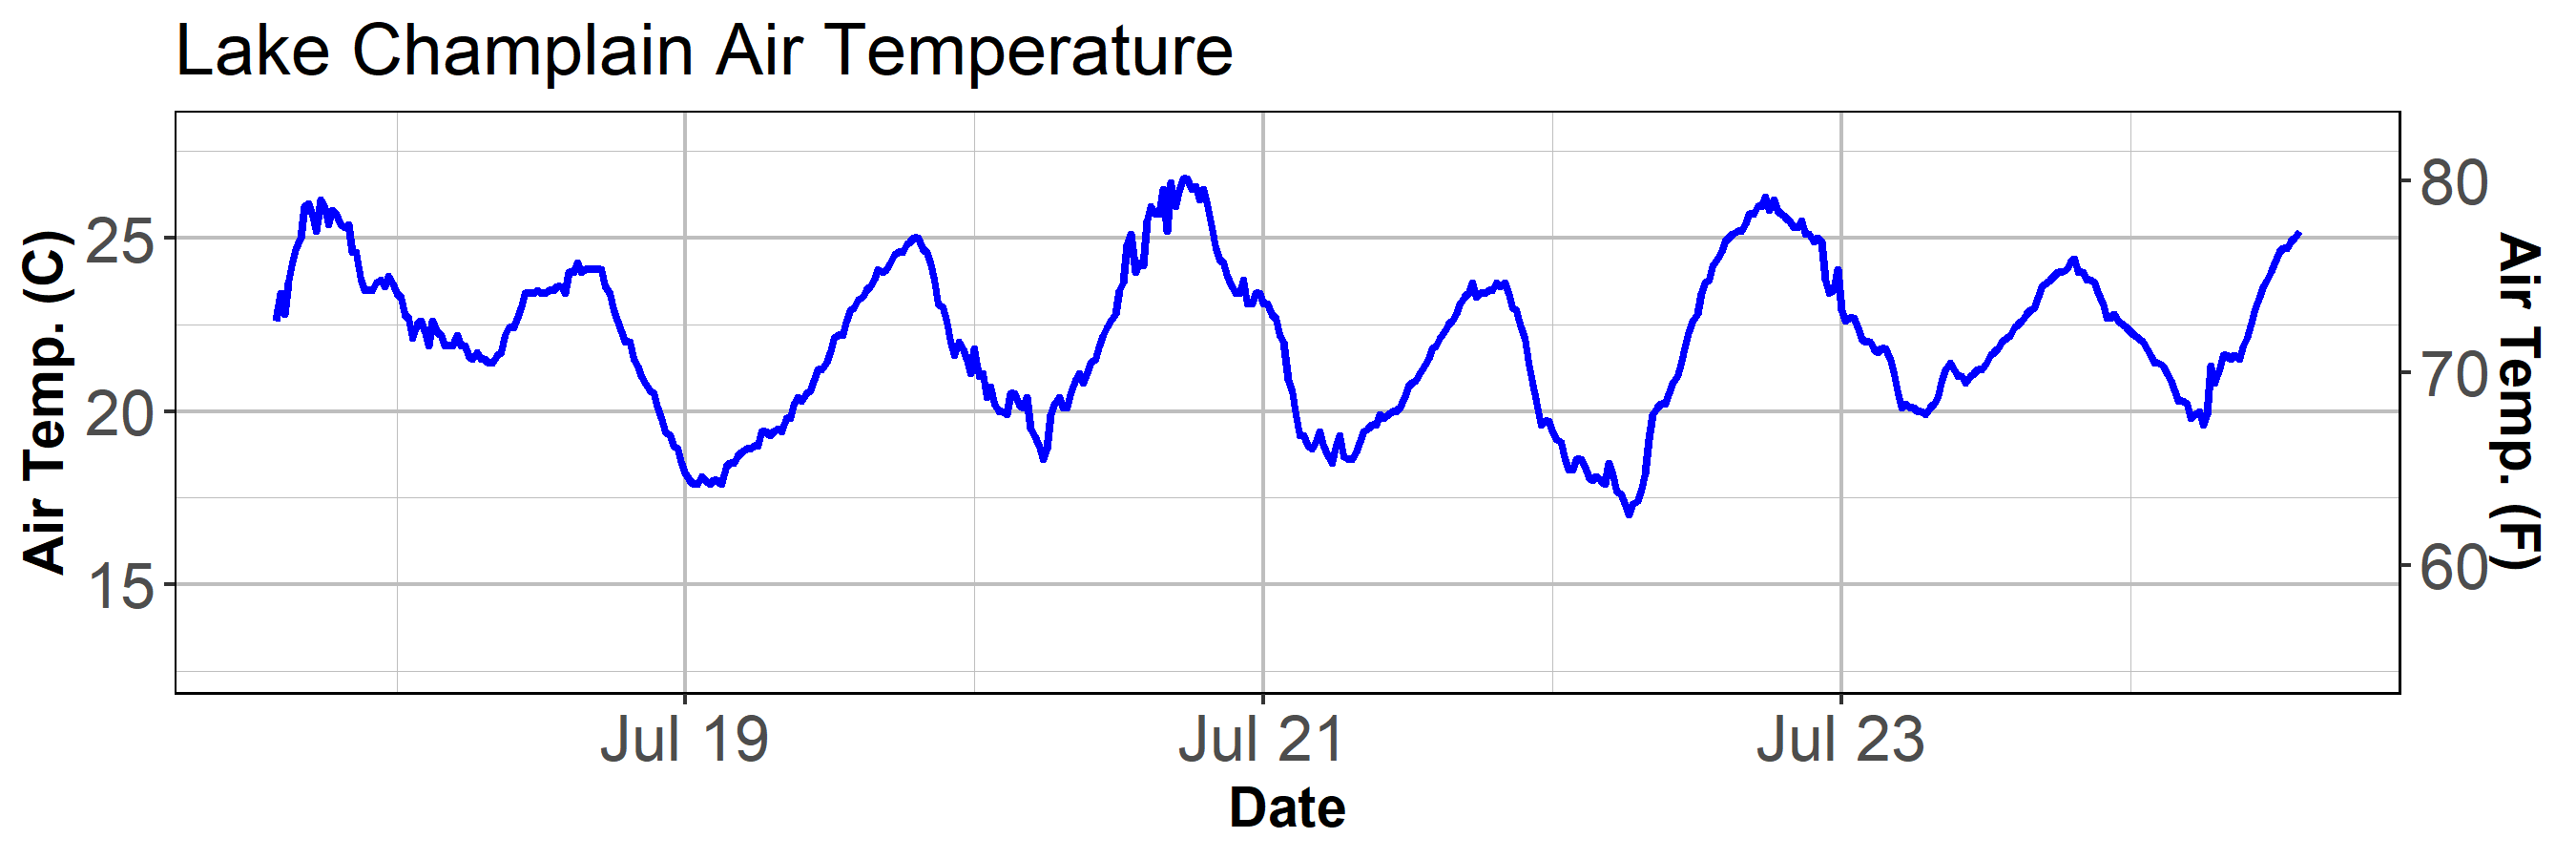 Lake Champlain Air Temperature
Air Temp. (C)
25
20
15
80
70
60
Air Temp. (F)
Jul 19
Jul 21
Jul 23
Date